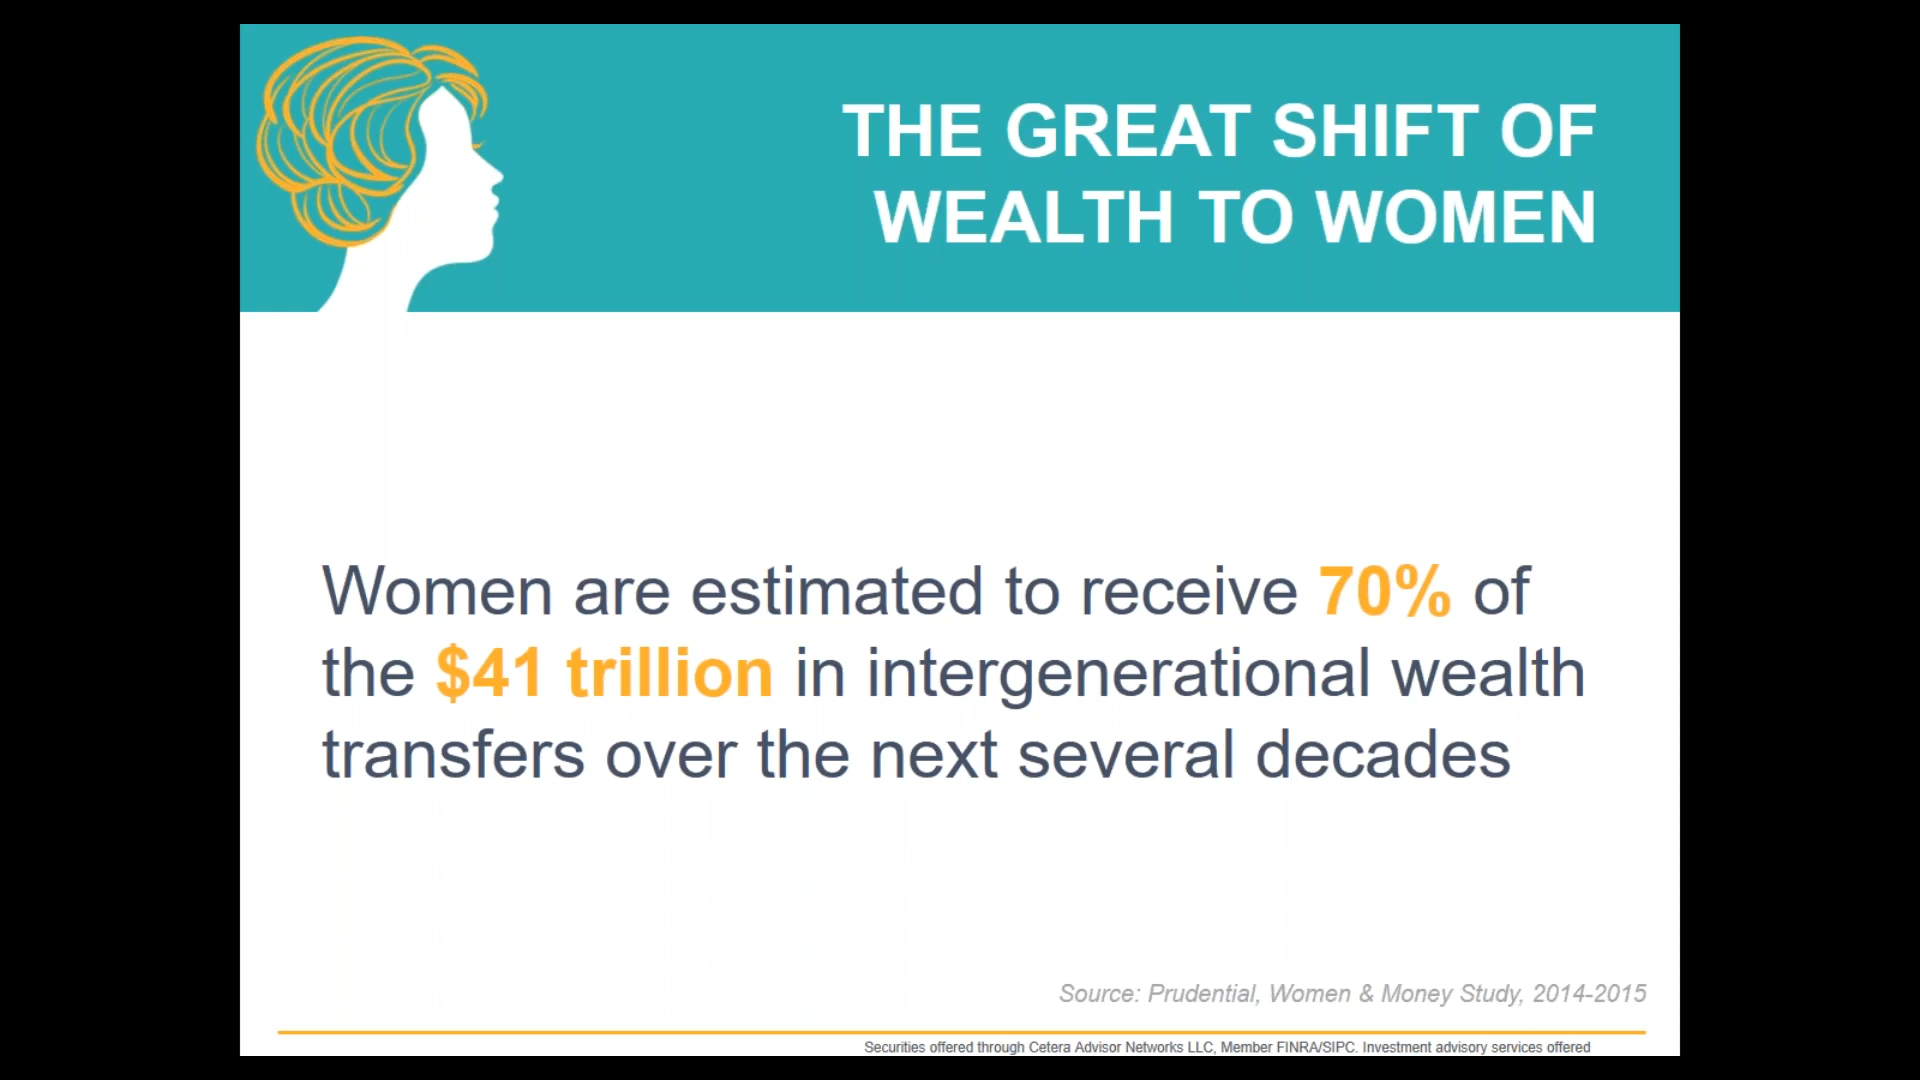 THE GREAT SHIFT OF
WEALTH TO WOMEN
Women are estimated to receive 70% of
the $41 trillion in intergenerational wealth
transfers over the next several decades
Source: Prudential, Women & Money Study, 2014-2015
Securities offered through Cetera Advisor Networks LLC, Member FINRA/SIPC. Investment advisory services offered